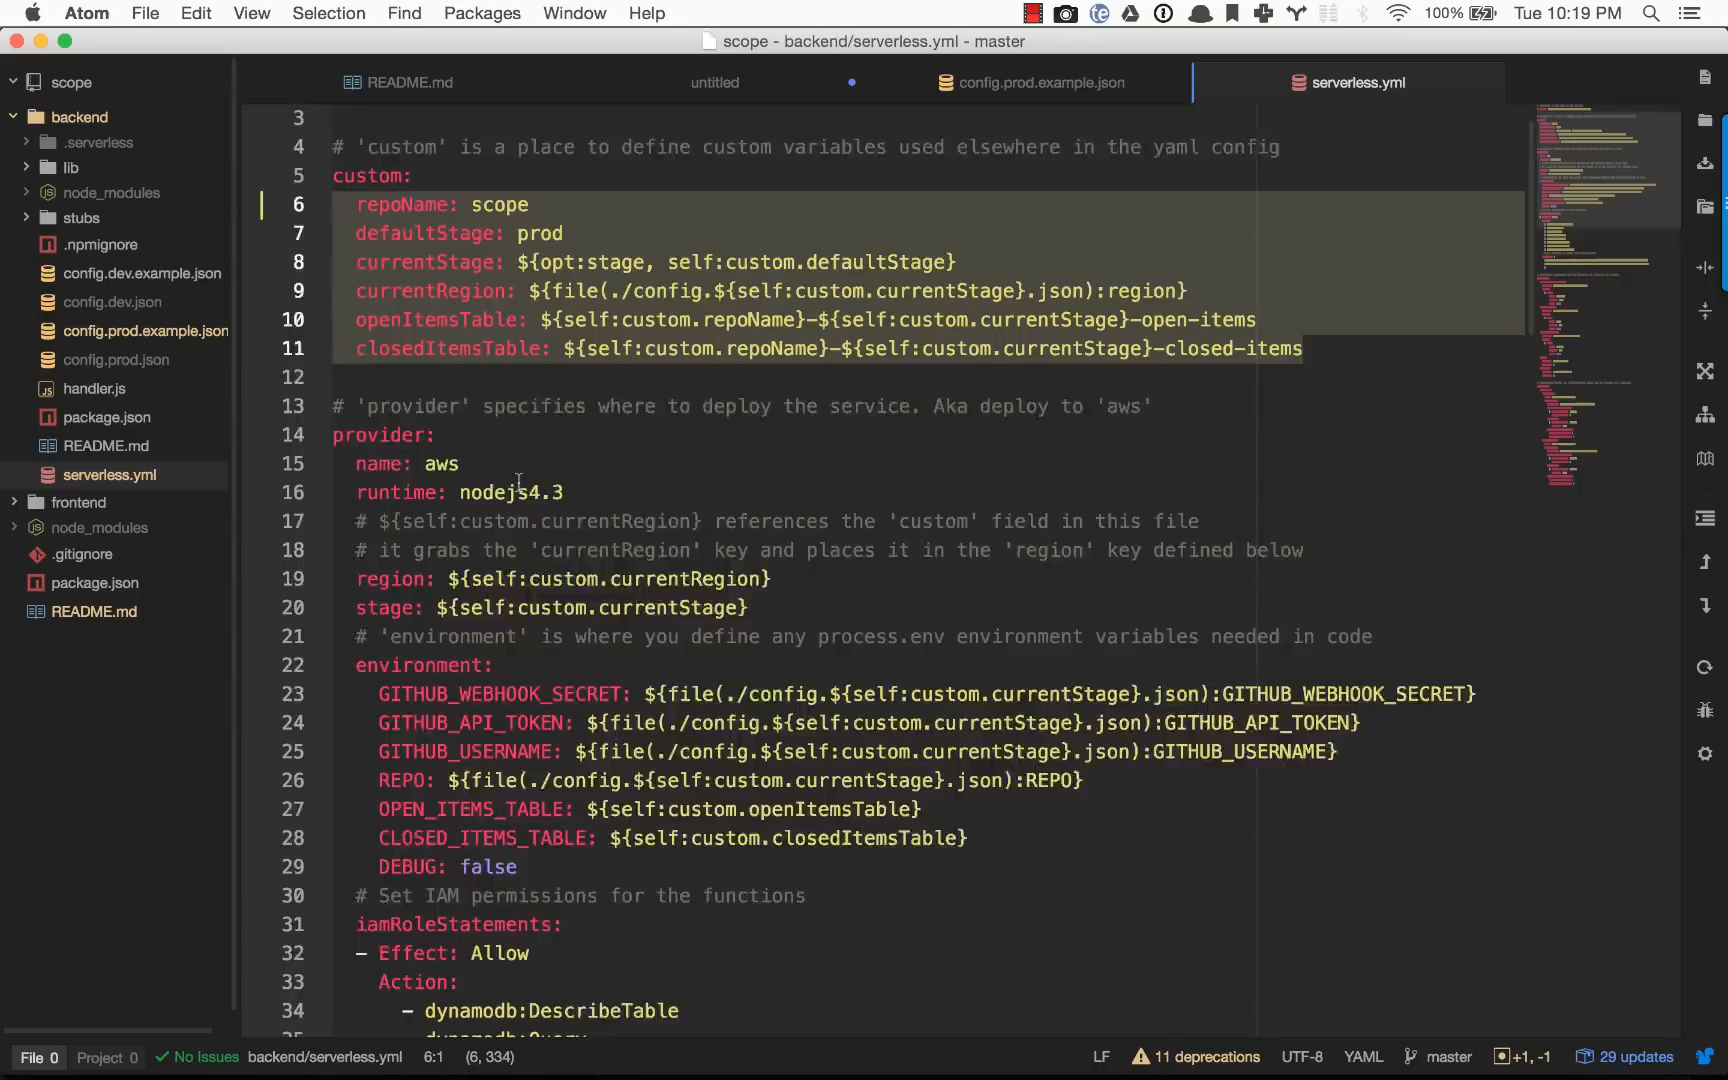 Atom File Edit View Selection Find Packages Window Help 100% Tue 10:19 PM
scope - backend/serverless.yml - master
scope
backend
.serverless
lib
node_modules
stubs
.npmignore
config.dev.example.json
config.dev.json
config.prod.example.json
config.prod.json
handler.js
package.json
README.md
serverless.yml
frontend
node_modules
.gitignore
package.json
README.md
README.md untitled config.prod.example.json serverless.yml
3
4 # 'custom' is a place to define custom variables used elsewhere in the yaml config
5 custom:
6 repoName: scope
7 defaultStage: prod
8 currentStage: ${opt:stage, self:custom.defaultStage}
9 currentRegion: ${file(./config.${self:custom.currentStage}.json):region}
10 openItemsTable: ${self:custom.repoName}-${self:custom.currentStage}-open-items
11 closedItemsTable: ${self:custom.repoName}-${self:custom.currentStage}-closed-items
12
13 # 'provider' specifies where to deploy the service. Aka deploy to 'aws'
14 provider:
15 name: aws
16 runtime: nodejs4.3
17 # ${self:custom.currentRegion} references the 'custom' field in this file
18 # it grabs the 'currentRegion' key and places it in the 'region' key defined below
19 region: ${self:custom.currentRegion}
20 stage: ${self:custom.currentStage}
21 # 'environment' is where you define any process.env environment variables needed in code
22 environment:
23 GITHUB_WEBHOOK_SECRET: ${file(./config.${self:custom.currentStage}.json):GITHUB_WEBHOOK_SECRET}
24 GITHUB_API_TOKEN: ${file(./config.${self:custom.currentStage}.json):GITHUB_API_TOKEN}
25 GITHUB_USERNAME: ${file(./config.${self:custom.currentStage}.json):GITHUB_USERNAME}
26 REPO: ${file(./config.${self:custom.currentStage}.json):REPO}
27 OPEN_ITEMS_TABLE: ${self:custom.openItemsTable}
28 CLOSED_ITEMS_TABLE: ${self:custom.closedItemsTable}
29 DEBUG: false
30 # Set IAM permissions for the functions
31 iamRoleStatements:
32 - Effect: Allow
33 Action:
34 - dynamodb:DescribeTable
File 0 Project 0 No Issues backend/serverless.yml 6:1 (6, 334) LF 11 deprecations UTF-8 YAML master +1, -1 29 updates